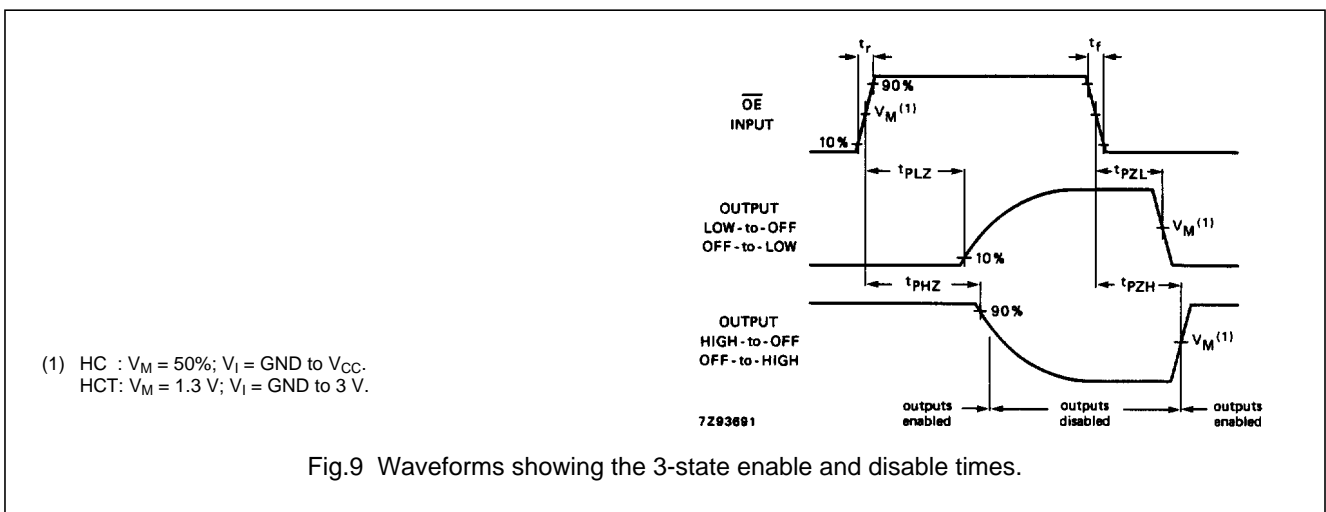 tr
tf
OE
INPUT
90%
VM(1)
10%
tPLZ
tPZL
OUTPUT
LOW-to-OFF
OFF-to-LOW
VM(1)
10%
tPHZ
tPZH
90%
OUTPUT
HIGH-to-OFF
OFF-to-HIGH
VM(1)
(1) HC : VM = 50%; VI = GND to VCC.
HCT: VM = 1.3 V; VI = GND to 3 V.
outputs enabled
outputs disabled
outputs enabled
7Z93691
Fig.9 Waveforms showing the 3-state enable and disable times.